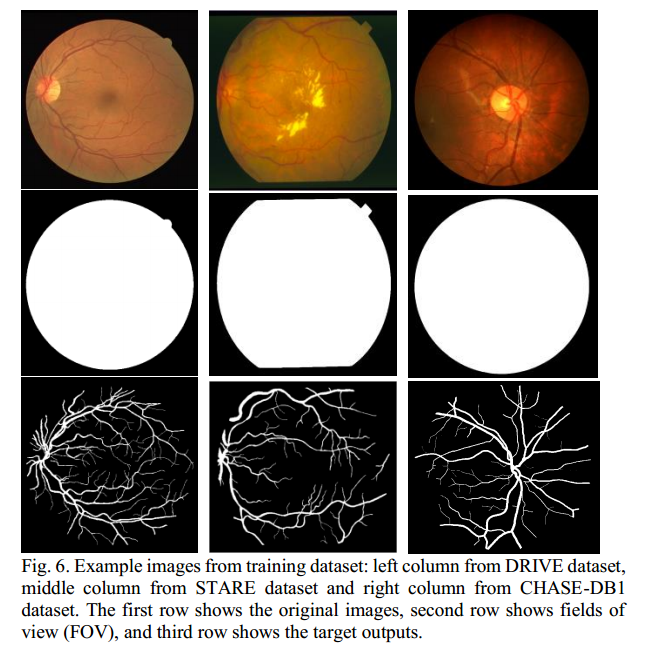 Fig. 6. Example images from training dataset: left column from DRIVE dataset,
middle column from STARE dataset and right column from CHASE-DB1
dataset. The first row shows the original images, second row shows fields of
view (FOV), and third row shows the target outputs.